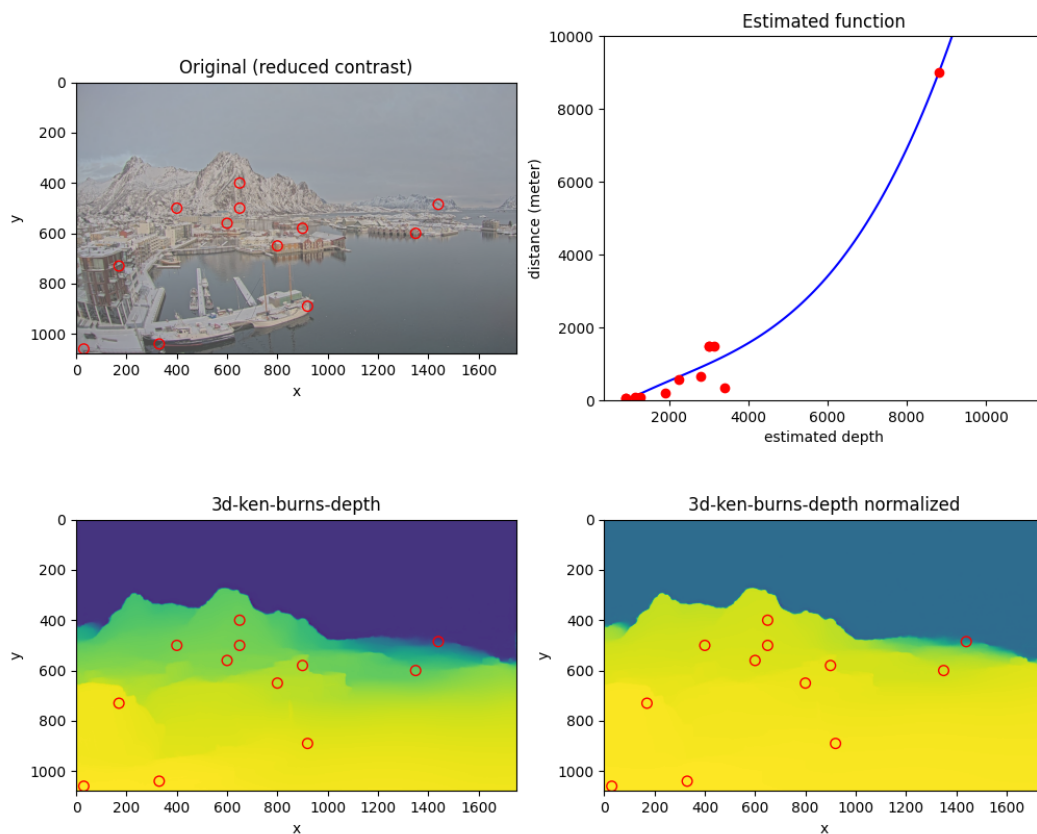 Original (reduced contrast)
0
200
400
600
800
1000
y
0 200 400 600 800 1000 1200 1400 1600
x
Estimated function
10000
8000
6000
4000
2000
0
distance (meter)
2000 4000 6000 8000 10000
estimated depth
3d-ken-burns-depth
0
200
400
600
800
1000
y
0 200 400 600 800 1000 1200 1400 1600
x
3d-ken-burns-depth normalized
0
200
400
600
800
1000
y
0 200 400 600 800 1000 1200 1400 1600
x